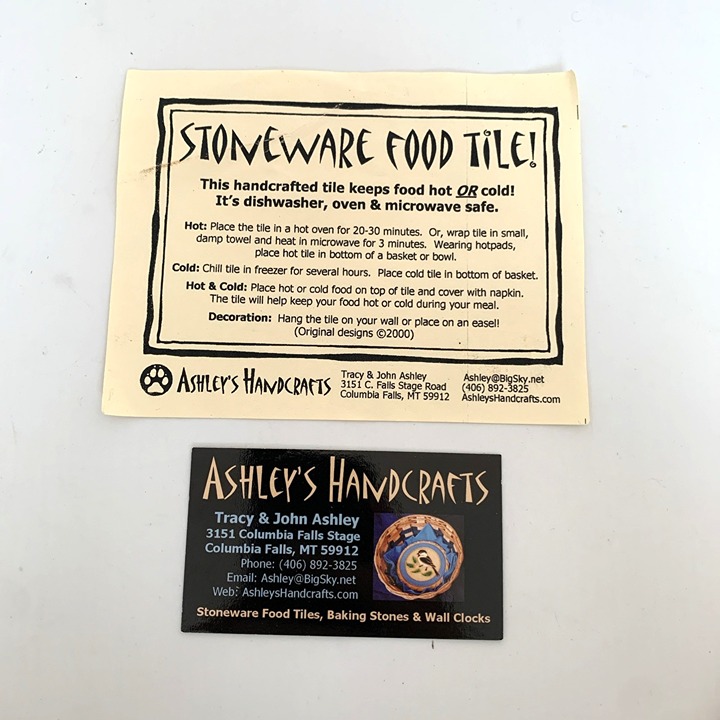 STONEWARE FOOD TILE!
This handcrafted tile keeps food hot OR cold!
It's dishwasher, oven & microwave safe.
Hot: Place the tile in a hot oven for 20-30 minutes. Or, wrap tile in small,
damp towel and heat in microwave for 3 minutes. Wearing hotpads,
place hot tile in bottom of a basket or bowl.
Cold: Chill tile in freezer for several hours. Place cold tile in bottom of basket.
Hot & Cold: Place hot or cold food on top of tile and cover with napkin.
The tile will help keep your food hot or cold during your meal.
Decoration: Hang the tile on your wall or place on an easel!
(Original designs ©2000)
ASHLEY'S HANDCRAFTS
Tracy & John Ashley
3151 C. Falls Stage Road
Columbia Falls, MT 59912
Ashley@BigSky.net
(406) 892-3825
AshleysHandcrafts.com
ASHLEY'S HANDCRAFTS
Tracy & John Ashley
3151 Columbia Falls Stage
Columbia Falls, MT 59912
Phone: (406) 892-3825
Email: Ashley@BigSky.net
Web: AshleysHandcrafts.com
Stoneware Food Tiles, Baking Stones & Wall Clocks